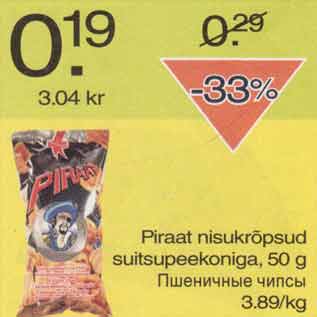 0.19
0.29
3.04 kr
-33%
PIRAAT
Piraat nisukrõpsud
suitsupeekoniga, 50 g
Пшеничные чипсы
3.89/kg